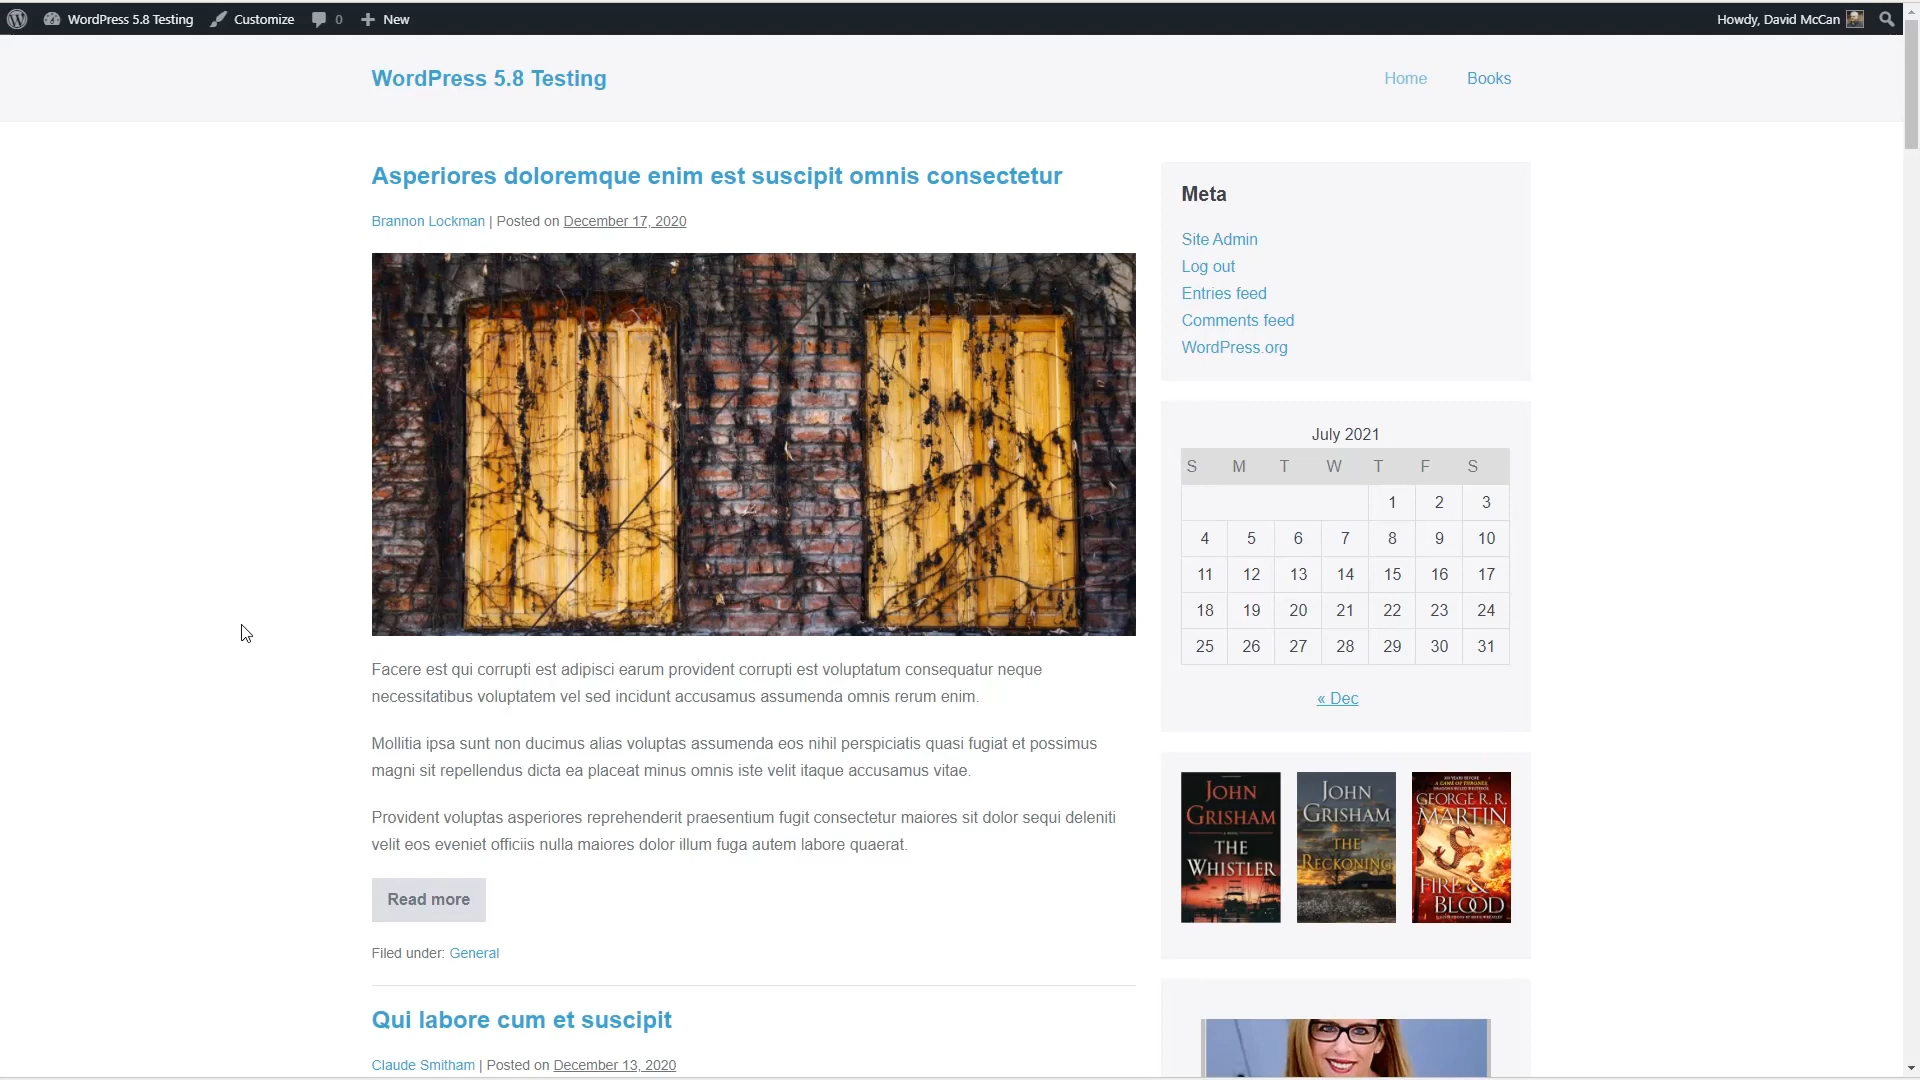 WordPress 5.8 Testing Customize 0 New Howdy, David McCan
WordPress 5.8 Testing
Home Books
Asperiores doloremque enim est suscipit omnis consectetur
Brannon Lockman | Posted on December 17, 2020
Facere est qui corrupti est adipisci earum provident corrupti est voluptatum consequatur neque
necessitatibus voluptatem vel sed incidunt accusamus assumenda omnis rerum enim.
Mollitia ipsa sunt non ducimus alias voluptas assumenda eos nihil perspiciatis quasi fugiat et possimus
magni sit repellendus dicta ea placeat minus omnis iste velit itaque accusamus vitae.
Provident voluptas asperiores reprehenderit praesentium fugit consectetur maiores sit dolor sequi deleniti
velit eos eveniet officiis nulla maiores dolor illum fuga autem labore quaerat.
Read more
Filed under: General
Qui labore cum et suscipit
Claude Smitham | Posted on December 13, 2020
Meta
Site Admin
Log out
Entries feed
Comments feed
WordPress.org
July 2021
S M T W T F S
1 2 3
4 5 6 7 8 9 10
11 12 13 14 15 16 17
18 19 20 21 22 23 24
25 26 27 28 29 30 31
« Dec
JOHN
GRISHAM
THE
WHISTLER
JOHN
GRISHAM
THE
RECKONING
GEORGE R. R.
MARTIN
FIRE &
BLOOD